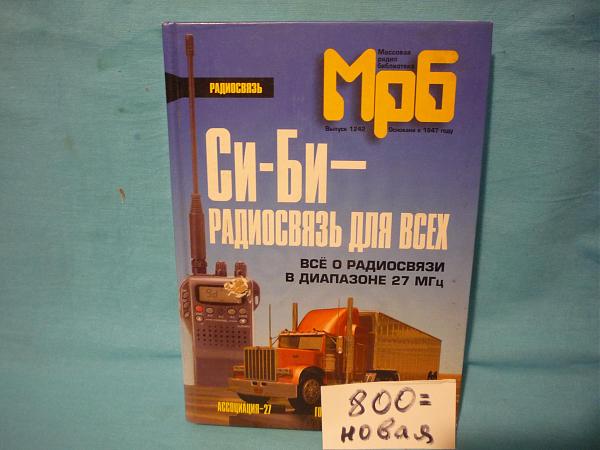 РАДИОСВЯЗЬ
Массовая
радио
библиотека
МРБ
Выпуск 1242 Основана в 1947 году
СИ-БИ—
РАДИОСВЯЗЬ ДЛЯ ВСЕХ
ВСЁ О РАДИОСВЯЗИ
В ДИАПАЗОНЕ 27 МГц
АССОЦИАЦИЯ-27
800=
новая